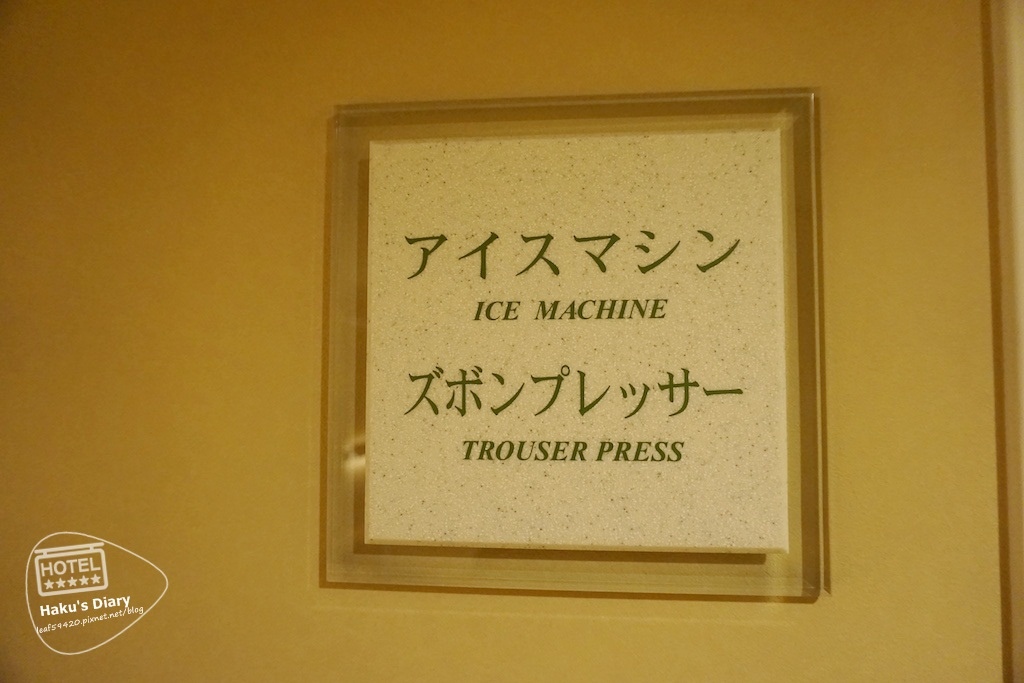 アイスマシン
ICE MACHINE
ズボンプレッサー
TROUSER PRESS
HOTEL
★★★★★
Haku's Diary
leaf59420.pixnet.net/blog